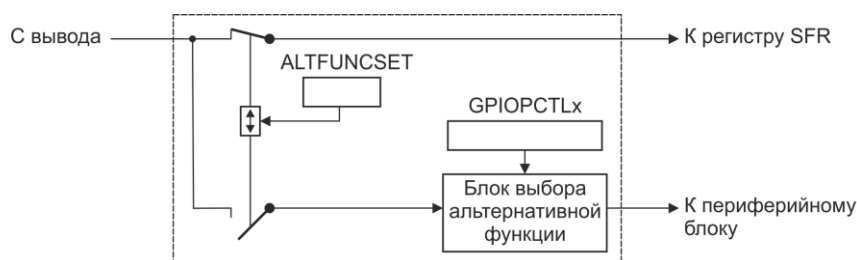 С вывода
К регистру SFR
ALTFUNCSET
GPIOPCTLx
Блок выбора
альтернативной
функции
К периферийному
блоку